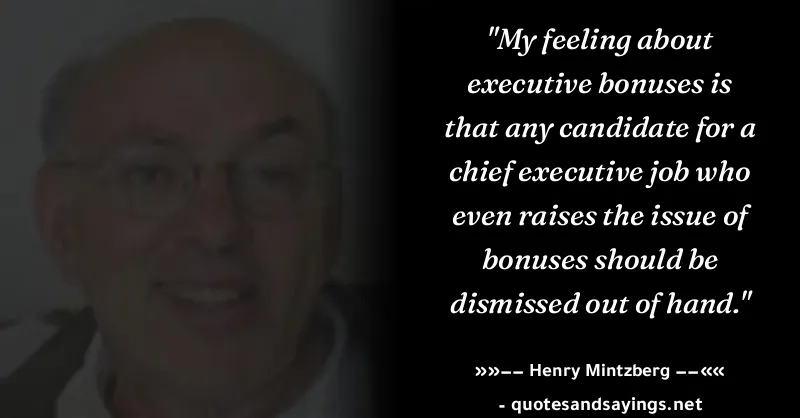 "My feeling about
executive bonuses is
that any candidate for a
chief executive job who
even raises the issue of
bonuses should be
dismissed out of hand."
»»–– Henry Mintzberg ––««
- quotesandsayings.net